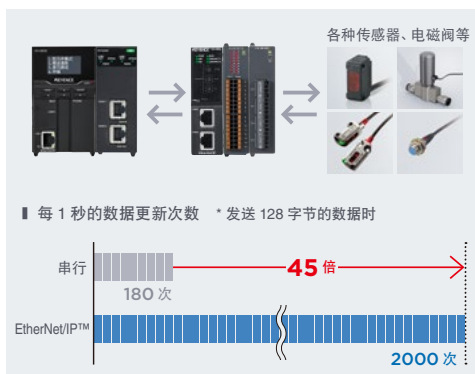 各种传感器、电磁阀等
KEYENCE
▌ 每 1 秒的数据更新次数 * 发送 128 字节的数据时
串行
45 倍
180 次
EtherNet/IP™
2000 次